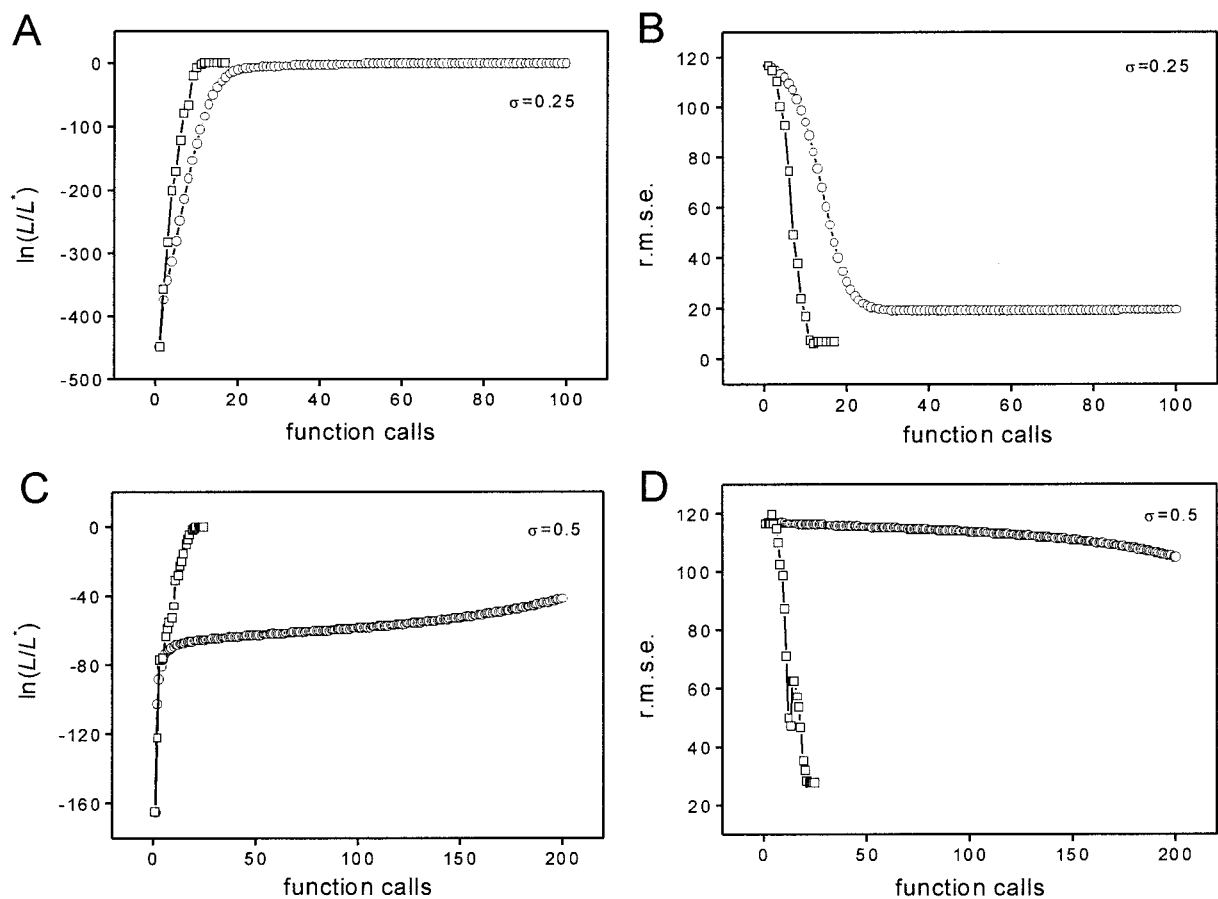 A
0
-100
-200
-300
-400
-500
ln(L/L*)
σ=0.25
0 20 40 60 80 100
function calls
B
120
100
80
60
40
20
0
r.m.s.e.
σ=0.25
0 20 40 60 80 100
function calls
C
0
-40
-80
-120
-160
ln(L/L*)
σ=0.5
0 50 100 150 200
function calls
D
120
100
80
60
40
20
r.m.s.e.
σ=0.5
0 50 100 150 200
function calls